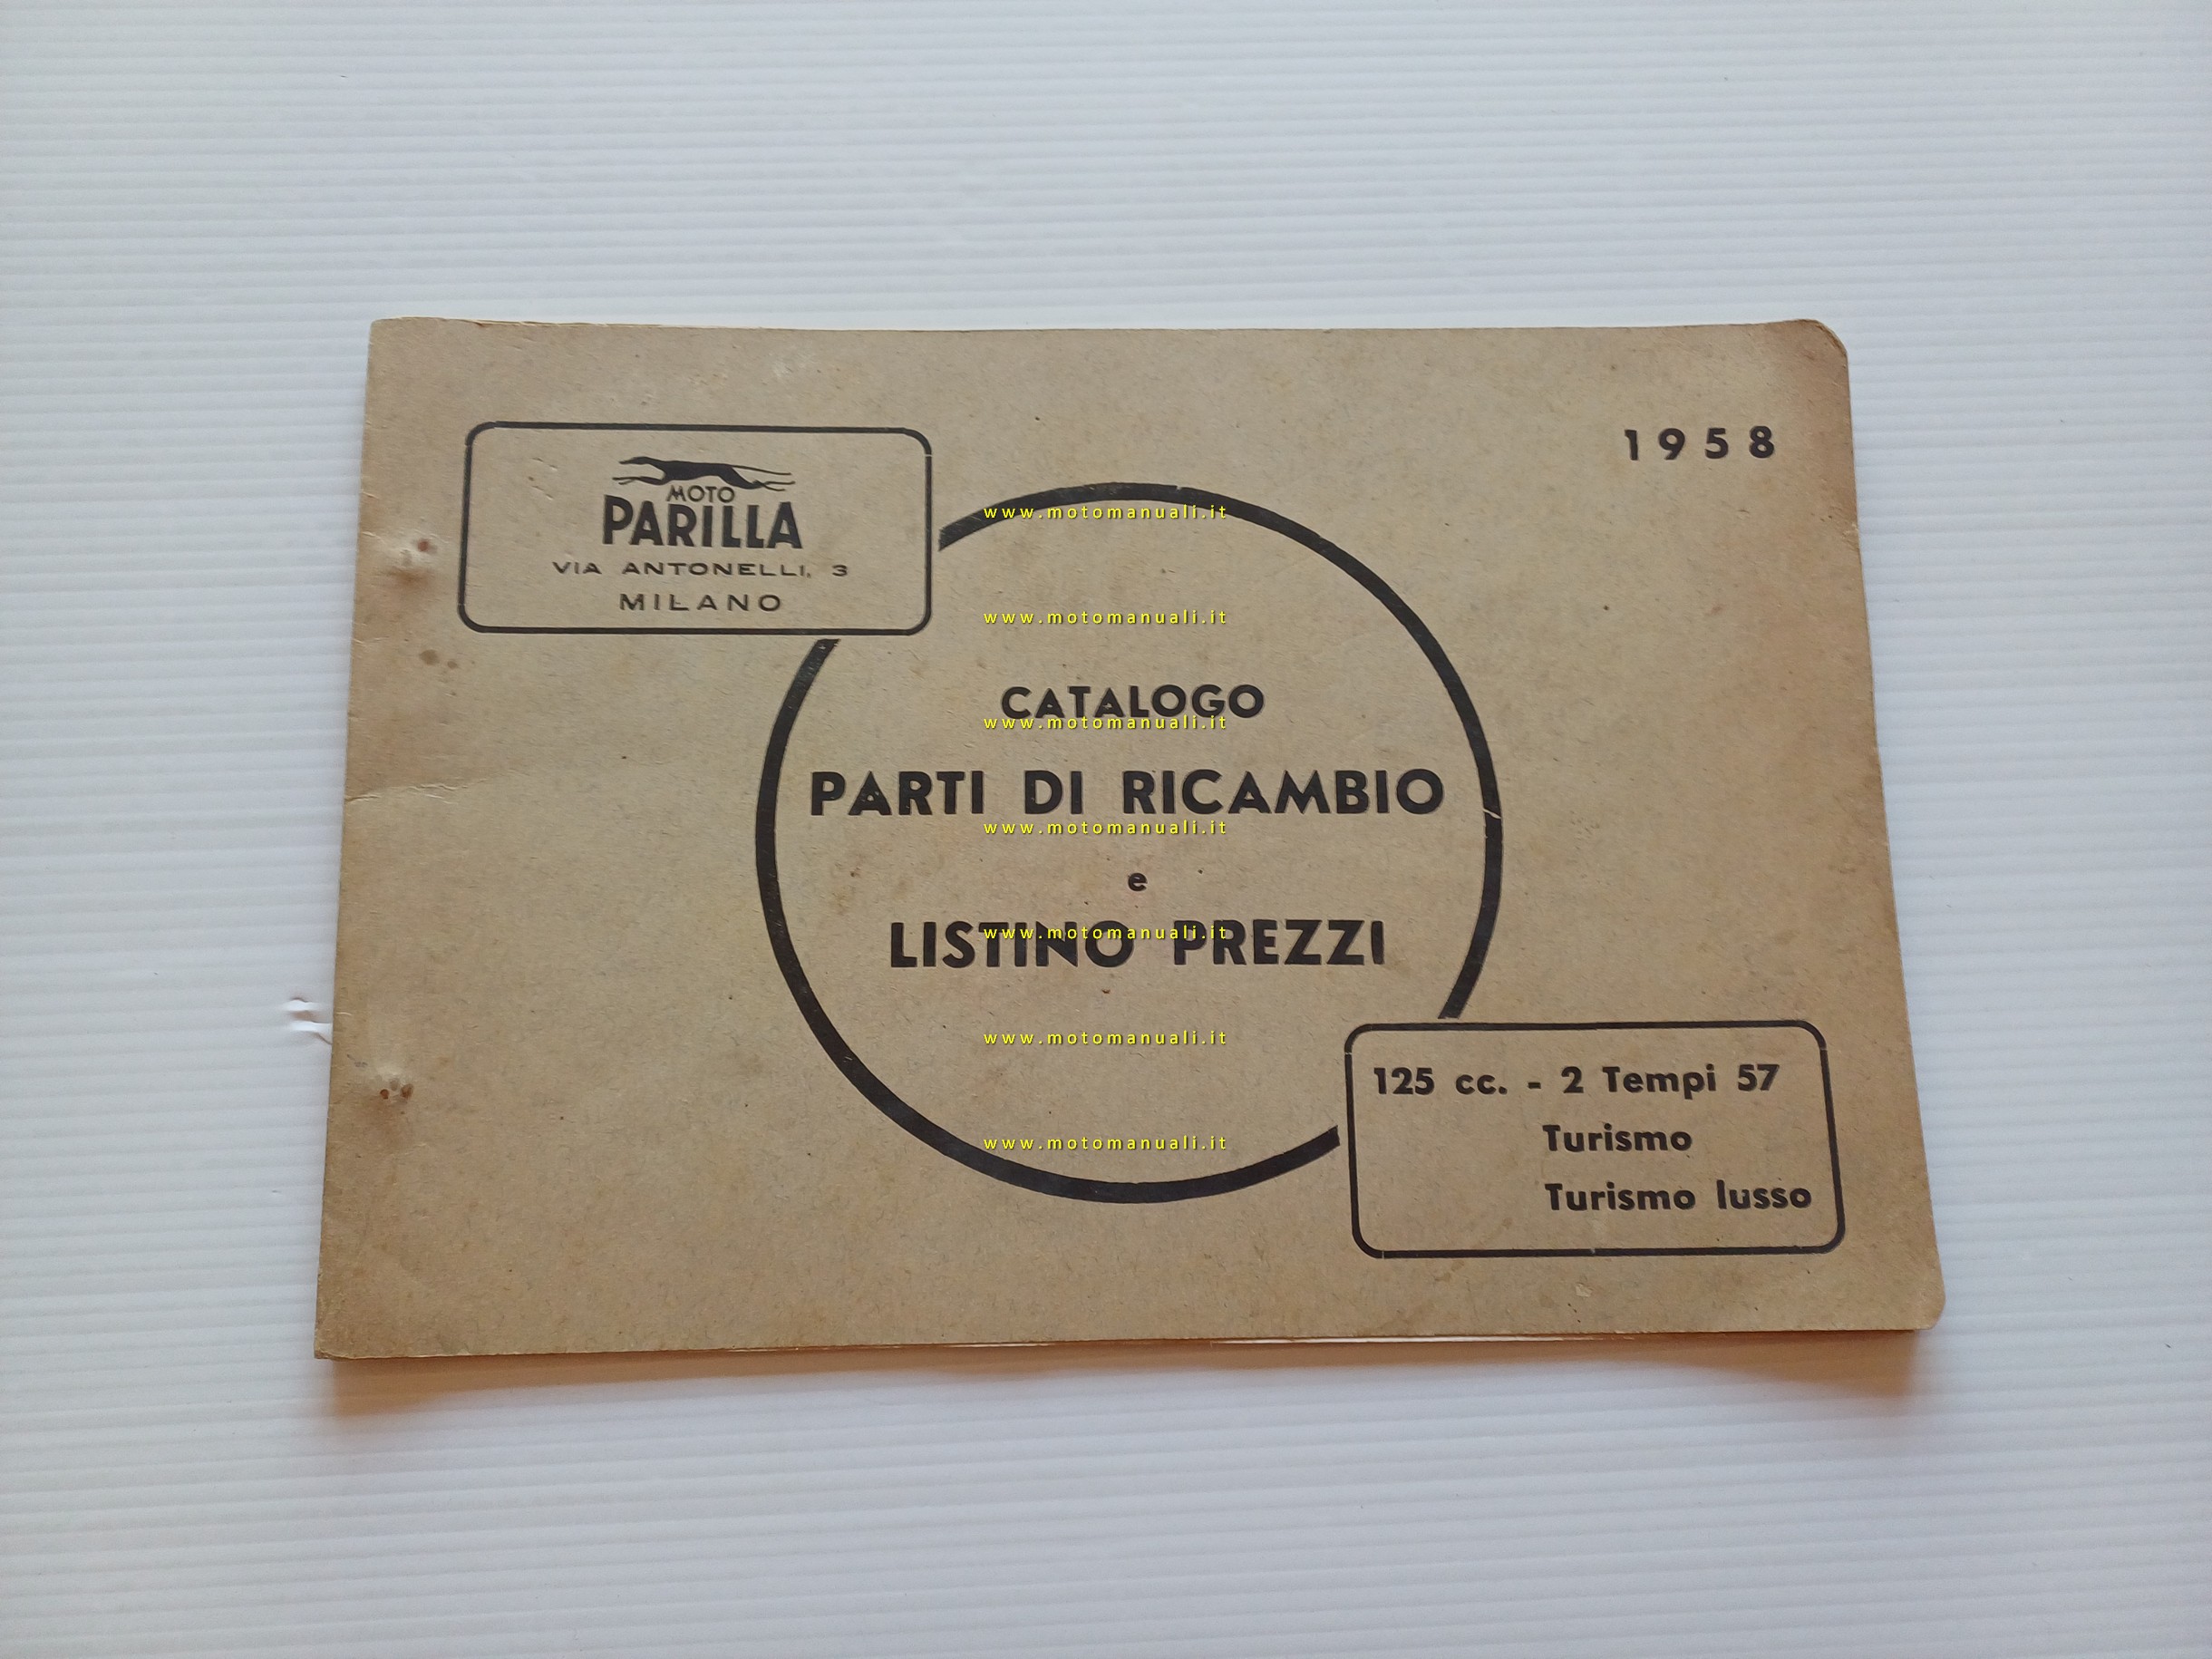 1958
MOTO
PARILLA
VIA ANTONELLI, 3
MILANO
www.motomanuali.it
www.motomanuali.it
CATALOGO
www.motomanuali.it
PARTI DI RICAMBIO
www.motomanuali.it
e
LISTINO PREZZI
www.motomanuali.it
www.motomanuali.it
125 cc. - 2 Tempi 57
Turismo
www.motomanuali.it
Turismo lusso